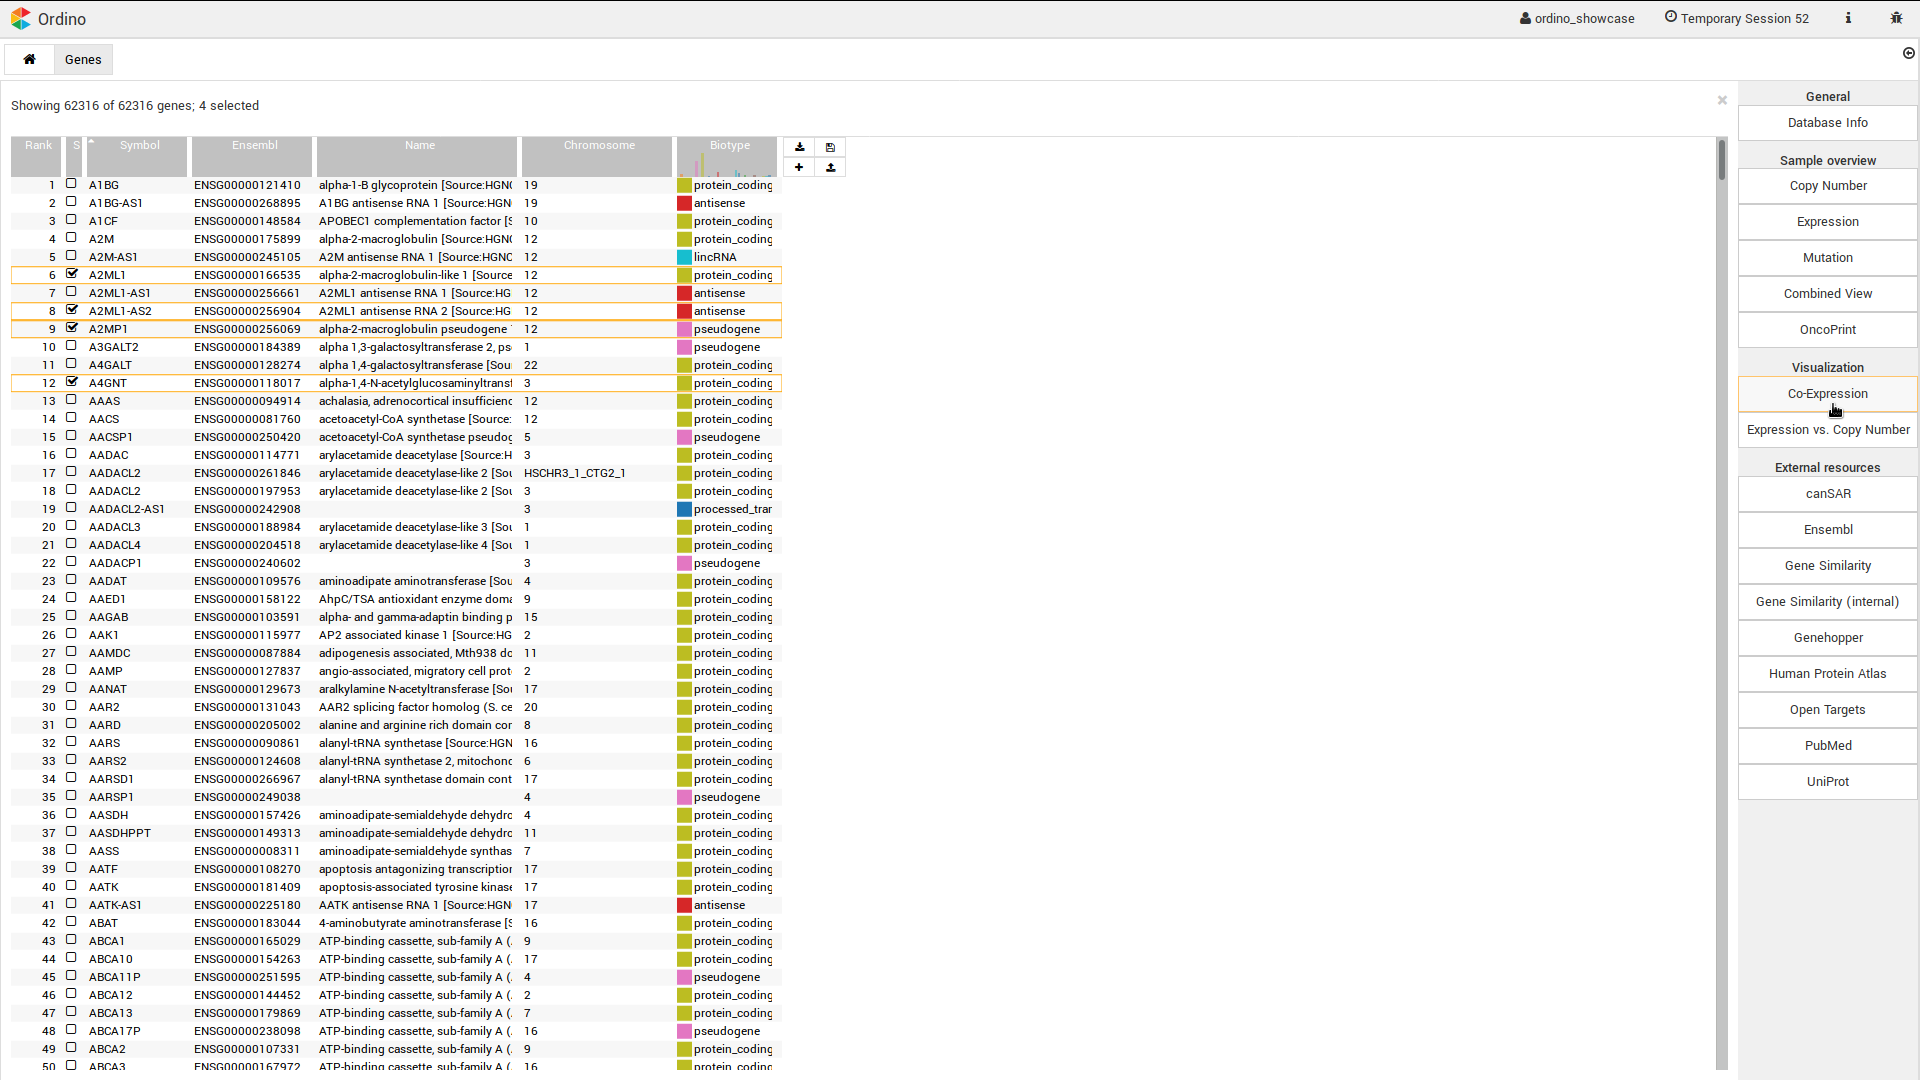 Ordino
ordino_showcase Temporary Session 52
Genes
Showing 62316 of 62316 genes; 4 selected
Rank S Symbol Ensembl Name Chromosome Biotype
1 A1BG ENSG00000121410 alpha-1-B glycoprotein [Source:HGNC 19 protein_coding
2 A1BG-AS1 ENSG00000268895 A1BG antisense RNA 1 [Source:HGN 19 antisense
3 A1CF ENSG00000148584 APOBEC1 complementation factor [S 10 protein_coding
4 A2M ENSG00000175899 alpha-2-macroglobulin [Source:HGNC 12 protein_coding
5 A2M-AS1 ENSG00000245105 A2M antisense RNA 1 [Source:HGNC 12 lincRNA
6 A2ML1 ENSG00000166535 alpha-2-macroglobulin-like 1 [Source 12 protein_coding
7 A2ML1-AS1 ENSG00000256661 A2ML1 antisense RNA 1 [Source:HG 12 antisense
8 A2ML1-AS2 ENSG00000256904 A2ML1 antisense RNA 2 [Source:HG 12 antisense
9 A2MP1 ENSG00000256069 alpha-2-macroglobulin pseudogene 12 pseudogene
10 A3GALT2 ENSG00000184389 alpha 1,3-galactosyltransferase 2, ps 1 pseudogene
11 A4GALT ENSG00000128274 alpha 1,4-galactosyltransferase [Sou 22 protein_coding
12 A4GNT ENSG00000118017 alpha-1,4-N-acetylglucosaminyltransf 3 protein_coding
13 AAAS ENSG00000094914 achalasia, adrenocortical insufficienc 12 protein_coding
14 AACS ENSG00000081760 acetoacetyl-CoA synthetase [Source: 12 protein_coding
15 AACSP1 ENSG00000250420 acetoacetyl-CoA synthetase pseudog 5 pseudogene
16 AADAC ENSG00000114771 arylacetamide deacetylase [Source:H 3 protein_coding
17 AADACL2 ENSG00000261846 arylacetamide deacetylase-like 2 [Sou HSCHR3_1_CTG2_1 protein_coding
18 AADACL2 ENSG00000197953 arylacetamide deacetylase-like 2 [Sou 3 protein_coding
19 AADACL2-AS1 ENSG00000242908 3 processed_trar
20 AADACL3 ENSG00000188984 arylacetamide deacetylase-like 3 [Sou 1 protein_coding
21 AADACL4 ENSG00000204518 arylacetamide deacetylase-like 4 [Sou 1 protein_coding
22 AADACP1 ENSG00000240602 3 pseudogene
23 AADAT ENSG00000109576 aminoadipate aminotransferase [Sou 4 protein_coding
24 AAED1 ENSG00000158122 AhpC/TSA antioxidant enzyme doma 9 protein_coding
25 AAGAB ENSG00000103591 alpha- and gamma-adaptin binding p 15 protein_coding
26 AAK1 ENSG00000115977 AP2 associated kinase 1 [Source:HG 2 protein_coding
27 AAMDC ENSG00000087884 adipogenesis associated, Mth938 do 11 protein_coding
28 AAMP ENSG00000127837 angio-associated, migratory cell prot 2 protein_coding
29 AANAT ENSG00000129673 aralkylamine N-acetyltransferase [Sou 17 protein_coding
30 AAR2 ENSG00000131043 AAR2 splicing factor homolog (S. ce 20 protein_coding
31 AARD ENSG00000205002 alanine and arginine rich domain cor 8 protein_coding
32 AARS ENSG00000090861 alanyl-tRNA synthetase [Source:HGN 16 protein_coding
33 AARS2 ENSG00000124608 alanyl-tRNA synthetase 2, mitochonc 6 protein_coding
34 AARSD1 ENSG00000266967 alanyl-tRNA synthetase domain cont 17 protein_coding
35 AARSP1 ENSG00000249038 4 pseudogene
36 AASDH ENSG00000157426 aminoadipate-semialdehyde dehydro 4 protein_coding
37 AASDHPPT ENSG00000149313 aminoadipate-semialdehyde dehydro 11 protein_coding
38 AASS ENSG00000008311 aminoadipate-semialdehyde synthas 7 protein_coding
39 AATF ENSG00000108270 apoptosis antagonizing transcription 17 protein_coding
40 AATK ENSG00000181409 apoptosis-associated tyrosine kinase 17 protein_coding
41 AATK-AS1 ENSG00000225180 AATK antisense RNA 1 [Source:HGN 17 antisense
42 ABAT ENSG00000183044 4-aminobutyrate aminotransferase [S 16 protein_coding
43 ABCA1 ENSG00000165029 ATP-binding cassette, sub-family A (. 9 protein_coding
44 ABCA10 ENSG00000154263 ATP-binding cassette, sub-family A (. 17 protein_coding
45 ABCA11P ENSG00000251595 ATP-binding cassette, sub-family A (. 4 pseudogene
46 ABCA12 ENSG00000144452 ATP-binding cassette, sub-family A (. 2 protein_coding
47 ABCA13 ENSG00000179869 ATP-binding cassette, sub-family A (. 7 protein_coding
48 ABCA17P ENSG00000238098 ATP-binding cassette, sub-family A (. 16 pseudogene
49 ABCA2 ENSG00000107331 ATP-binding cassette, sub-family A (. 9 protein_coding
50 ABCA3 ENSG00000167972 ATP-binding cassette, sub-family A (. 16 protein_coding
General
Database Info
Sample overview
Copy Number
Expression
Mutation
Combined View
OncoPrint
Visualization
Co-Expression
Expression vs. Copy Number
External resources
canSAR
Ensembl
Gene Similarity
Gene Similarity (internal)
Genehopper
Human Protein Atlas
Open Targets
PubMed
UniProt